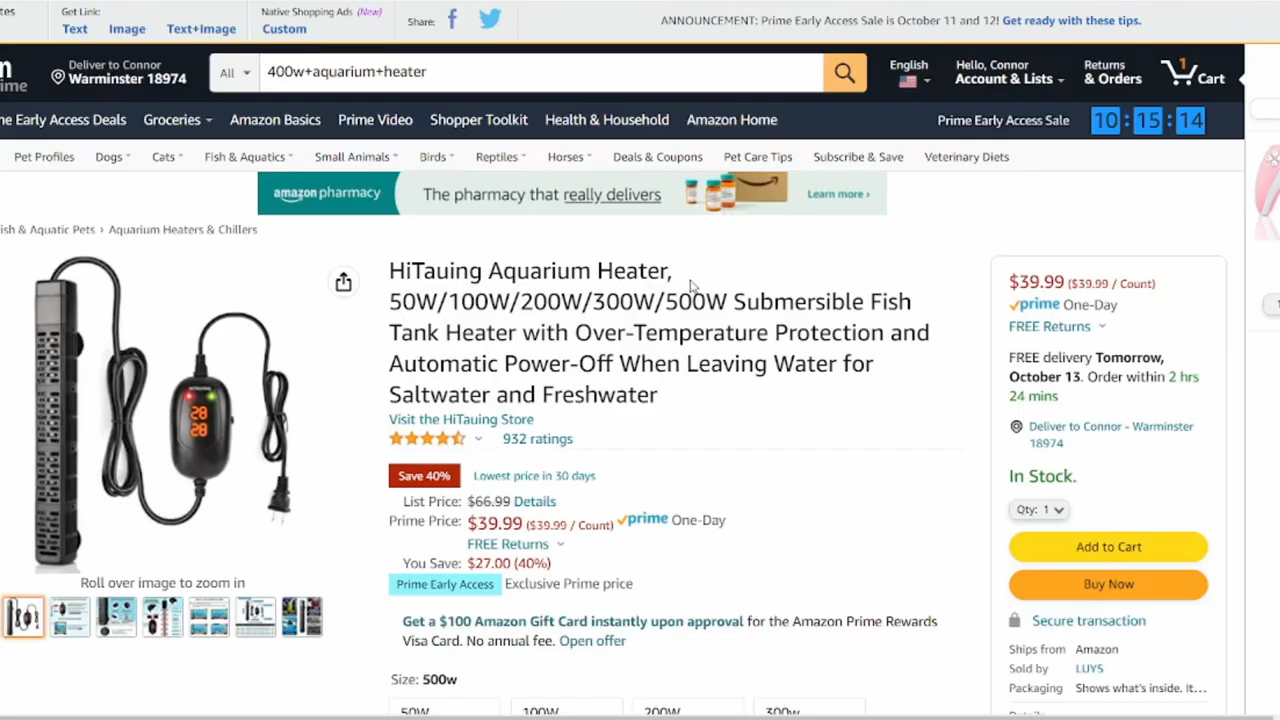 Get Link:
Text Image Text+Image
Native Shopping Ads (New)
Custom
Share:
ANNOUNCEMENT: Prime Early Access Sale is October 11 and 12! Get ready with these tips.
Deliver to Connor
Warminster 18974
All
400w+aquarium+heater
English
Hello, Connor
Account & Lists
Returns
& Orders
1
Cart
Early Access Deals Groceries Amazon Basics Prime Video Shopper Toolkit Health & Household Amazon Home
Prime Early Access Sale 10 : 15 : 14
Pet Profiles Dogs Cats Fish & Aquatics Small Animals Birds Reptiles Horses Deals & Coupons Pet Care Tips Subscribe & Save Veterinary Diets
amazon pharmacy The pharmacy that really delivers Learn more ›
ish & Aquatic Pets › Aquarium Heaters & Chillers
HiTauing Aquarium Heater,
50W/100W/200W/300W/500W Submersible Fish
Tank Heater with Over-Temperature Protection and
Automatic Power-Off When Leaving Water for
Saltwater and Freshwater
Visit the HiTauing Store
932 ratings
Save 40% Lowest price in 30 days
List Price: $66.99 Details
Prime Price: $39.99 ($39.99 / Count) prime One-Day
FREE Returns
You Save: $27.00 (40%)
Prime Early Access Exclusive Prime price
Get a $100 Amazon Gift Card instantly upon approval for the Amazon Prime Rewards
Visa Card. No annual fee. Open offer
Size: 500w
50W 100W 200W 300w
28
28
Roll over image to zoom in
$39.99 ($39.99 / Count)
prime One-Day
FREE Returns
FREE delivery Tomorrow,
October 13. Order within 2 hrs
24 mins
Deliver to Connor - Warminster
18974
In Stock.
Qty: 1
Add to Cart
Buy Now
Secure transaction
Ships from Amazon
Sold by LUYS
Packaging Shows what's inside. It...